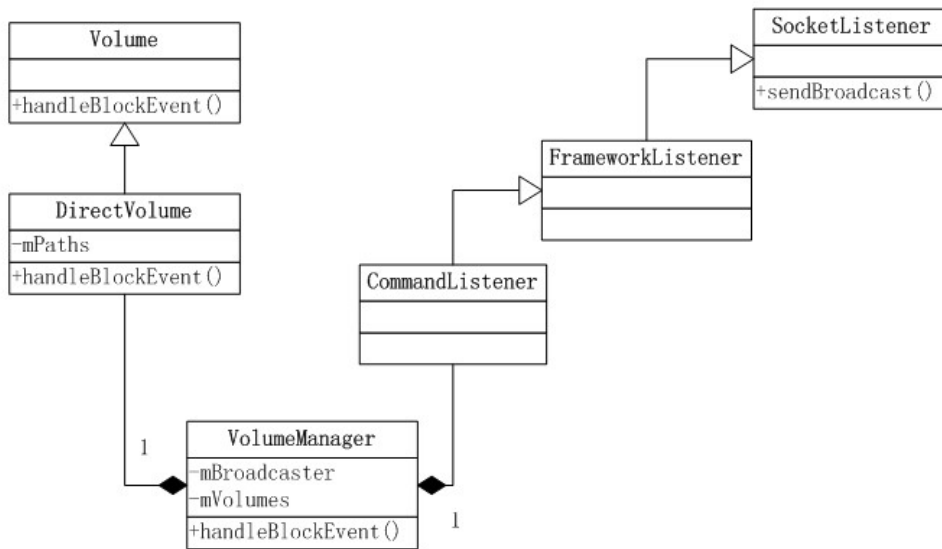 Volume
+handleBlockEvent()
SocketListener
+sendBroadcast()
FrameworkListener
DirectVolume
-mPaths
+handleBlockEvent()
CommandListener
1
VolumeManager
-mBroadcaster
-mVolumes
+handleBlockEvent()
1